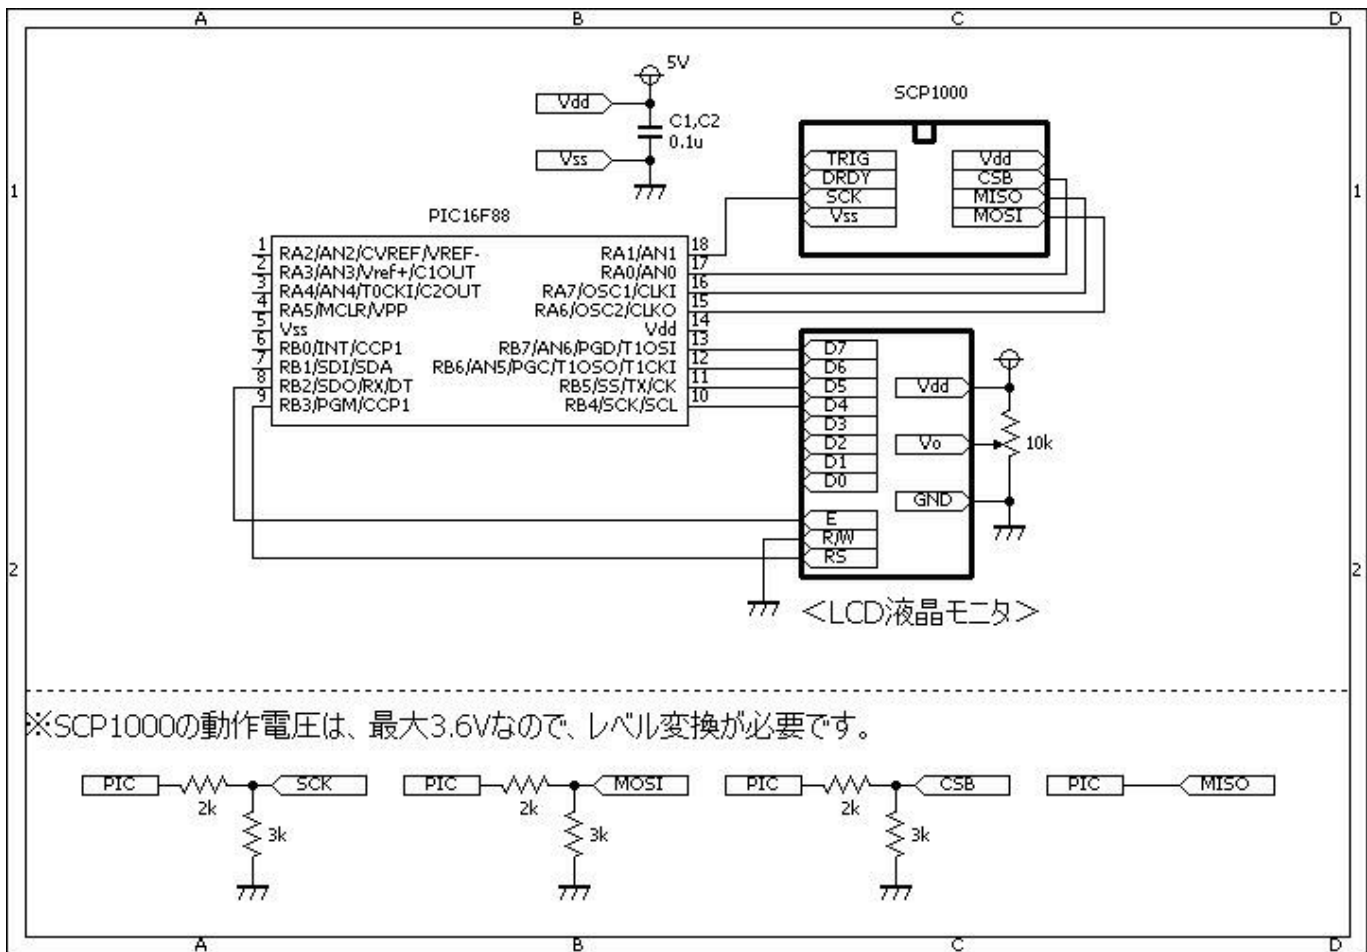 A B C D
5V
Vdd
C1,C2
0.1u
Vss
SCP1000
TRIG Vdd
DRDY CSB
SCK MISO
Vss MOSI
1 1
PIC16F88
1 RA2/AN2/CVREF/VREF- RA1/AN1 18
2 RA3/AN3/Vref+/C1OUT RA0/AN0 17
3 RA4/AN4/T0CKI/C2OUT RA7/OSC1/CLKI 16
4 RA5/MCLR/VPP RA6/OSC2/CLKO 15
5 Vss Vdd 14
6 RB0/INT/CCP1 RB7/AN6/PGD/T1OSI 13
7 RB1/SDI/SDA RB6/AN5/PGC/T1OSO/T1CKI 12
8 RB2/SDO/RX/DT RB5/SS/TX/CK 11
9 RB3/PGM/CCP1 RB4/SCK/SCL 10
D7
D6
D5
D4
D3
D2
D1
D0
E
R/W
RS
Vdd
Vo
GND
10k
2 2
＜LCD液晶モニタ＞
※SCP1000の動作電圧は、最大3.6Vなので、レベル変換が必要です。
PIC 2k SCK 3k
PIC 2k MOSI 3k
PIC 2k CSB 3k
PIC MISO
A B C D